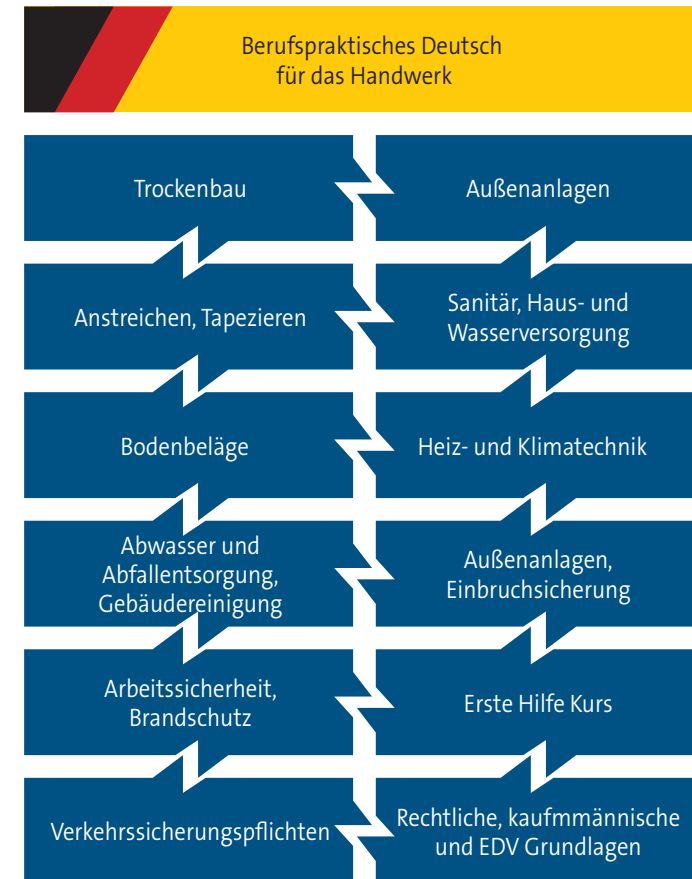 Berufspraktisches Deutsch
für das Handwerk
Trockenbau
Außenanlagen
Anstreichen, Tapezieren
Sanitär, Haus- und
Wasserversorgung
Bodenbeläge
Heiz- und Klimatechnik
Abwasser und
Abfallentsorgung,
Gebäudereinigung
Außenanlagen,
Einbruchsicherung
Arbeitssicherheit,
Brandschutz
Erste Hilfe Kurs
Verkehrssicherungspflichten
Rechtliche, kaufmmännische
und EDV Grundlagen